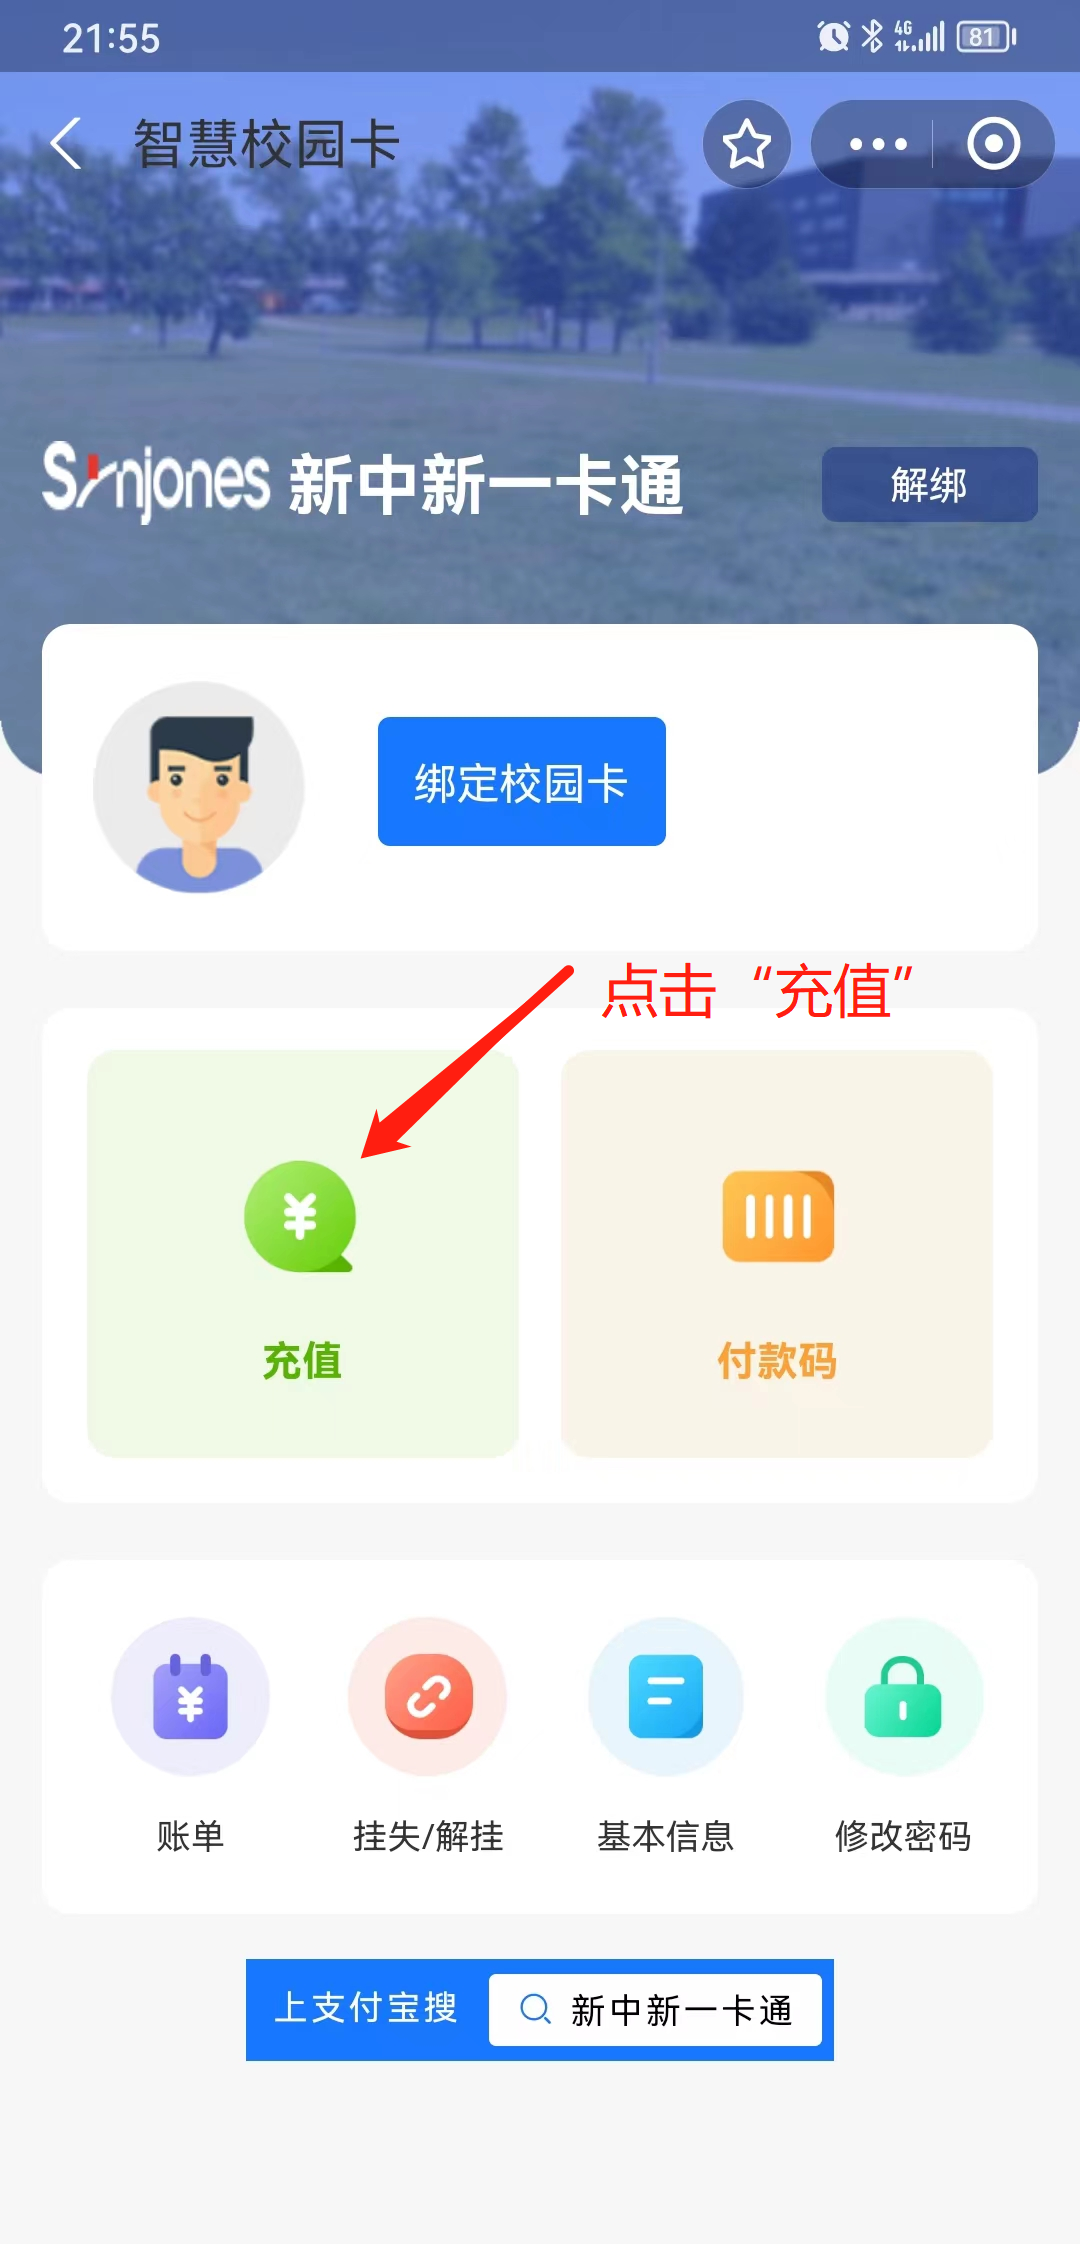 21:55
4G
81
智慧校园卡
Synjones 新中新一卡通
解绑
绑定校园卡
点击“充值”
充值
付款码
账单
挂失/解挂
基本信息
修改密码
上支付宝搜
新中新一卡通